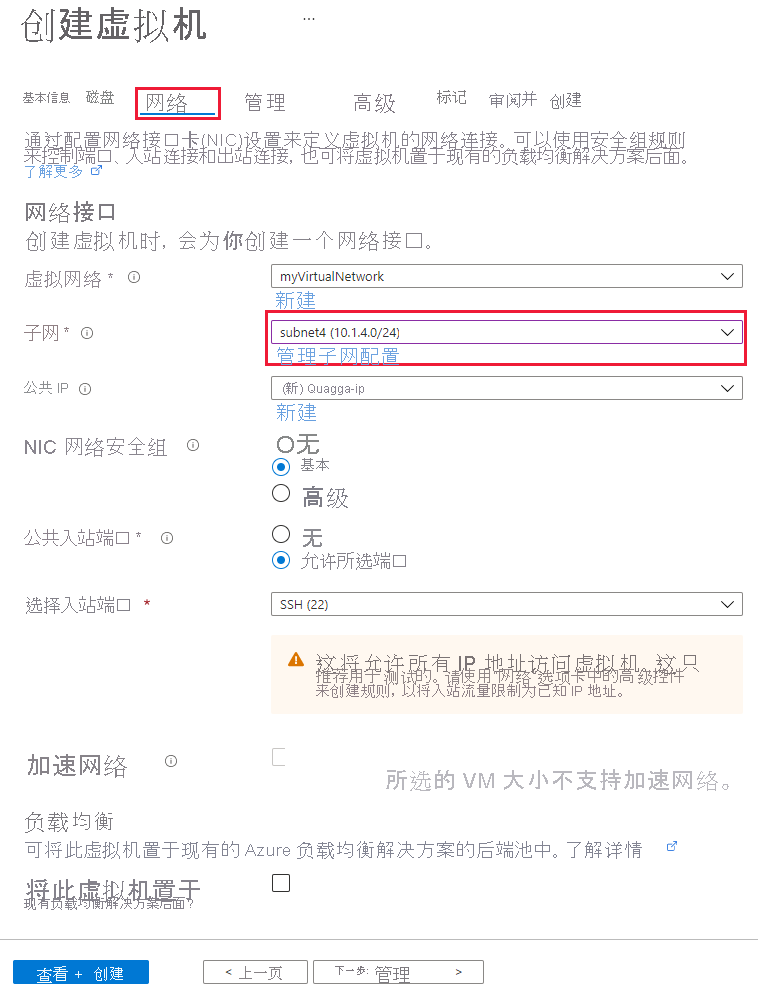 创建虚拟机 ...
基本信息 磁盘 网络 管理 高级 标记 审阅并 创建
通过配置网络接口卡(NIC)设置来定义虚拟机的网络连接。可以使用安全组规则
来控制端口、入站连接和出站连接, 也可将虚拟机置于现有的负载均衡解决方案后面。
了解更多
网络接口
创建虚拟机时, 会为你创建一个网络接口。
虚拟网络 * myVirtualNetwork
新建
子网 * subnet4 (10.1.4.0/24)
管理子网配置
公共 IP (新) Quagga-ip
新建
NIC 网络安全组 无
基本
高级
公共入站端口 * 无
允许所选端口
选择入站端口 * SSH (22)
这将允许所有 IP 地址访问虚拟机。这只
推荐用于测试的。请使用“网络”选项卡中的高级控件
来创建规则, 以将入站流量限制为已知 IP 地址。
加速网络
所选的 VM 大小不支持加速网络。
负载均衡
可将此虚拟机置于现有的 Azure 负载均衡解决方案的后端池中。了解详情
将此虚拟机置于
现有负载均衡解决方案后面?
查看 + 创建 < 上一页 下一步: 管理 >